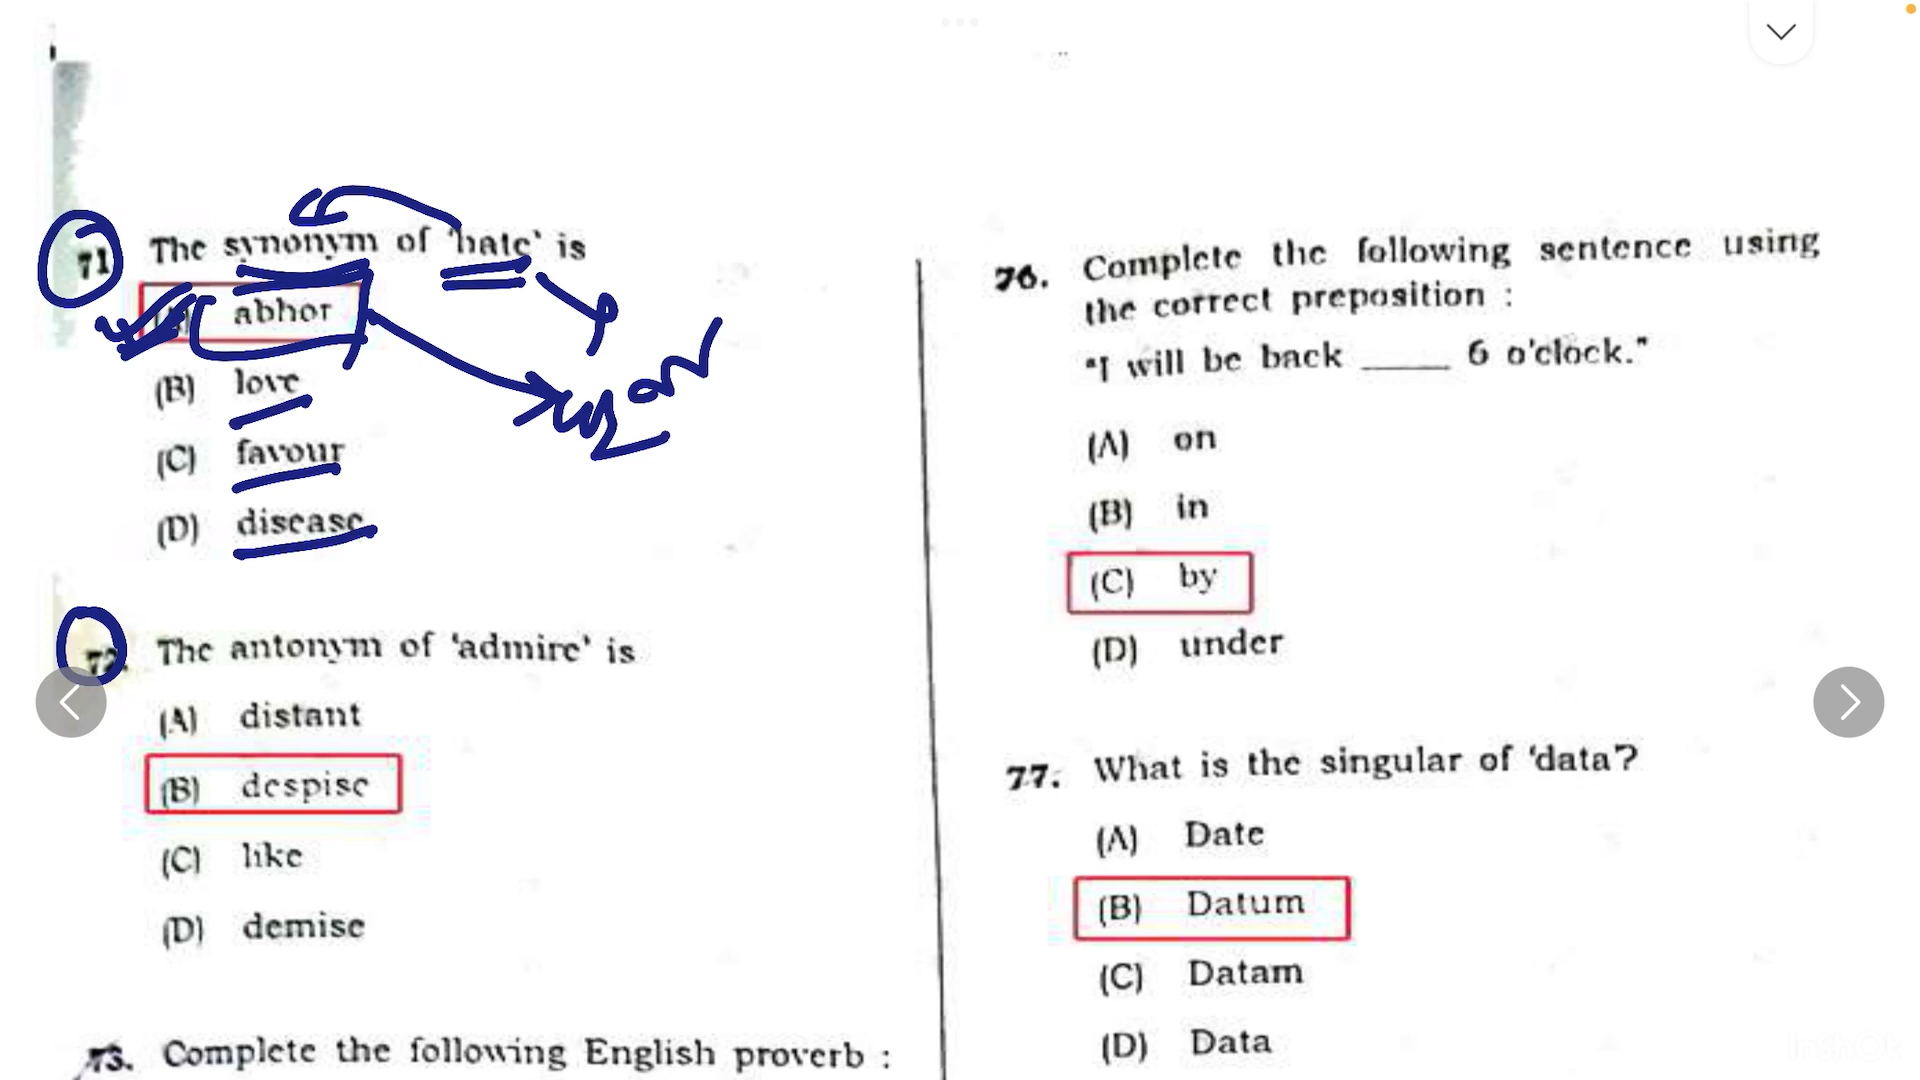 71. The synonym of 'hate' is
abhor
(B) love
(C) favour
(D) disease
72. The antonym of 'admire' is
(A) distant
(B) despise
(C) like
(D) demise
73. Complete the following English proverb :
76. Complete the following sentence using
the correct preposition :
"I will be back ____ 6 o'clock."
(A) on
(B) in
(C) by
(D) under
77. What is the singular of 'data'?
(A) Date
(B) Datum
(C) Datam
(D) Data